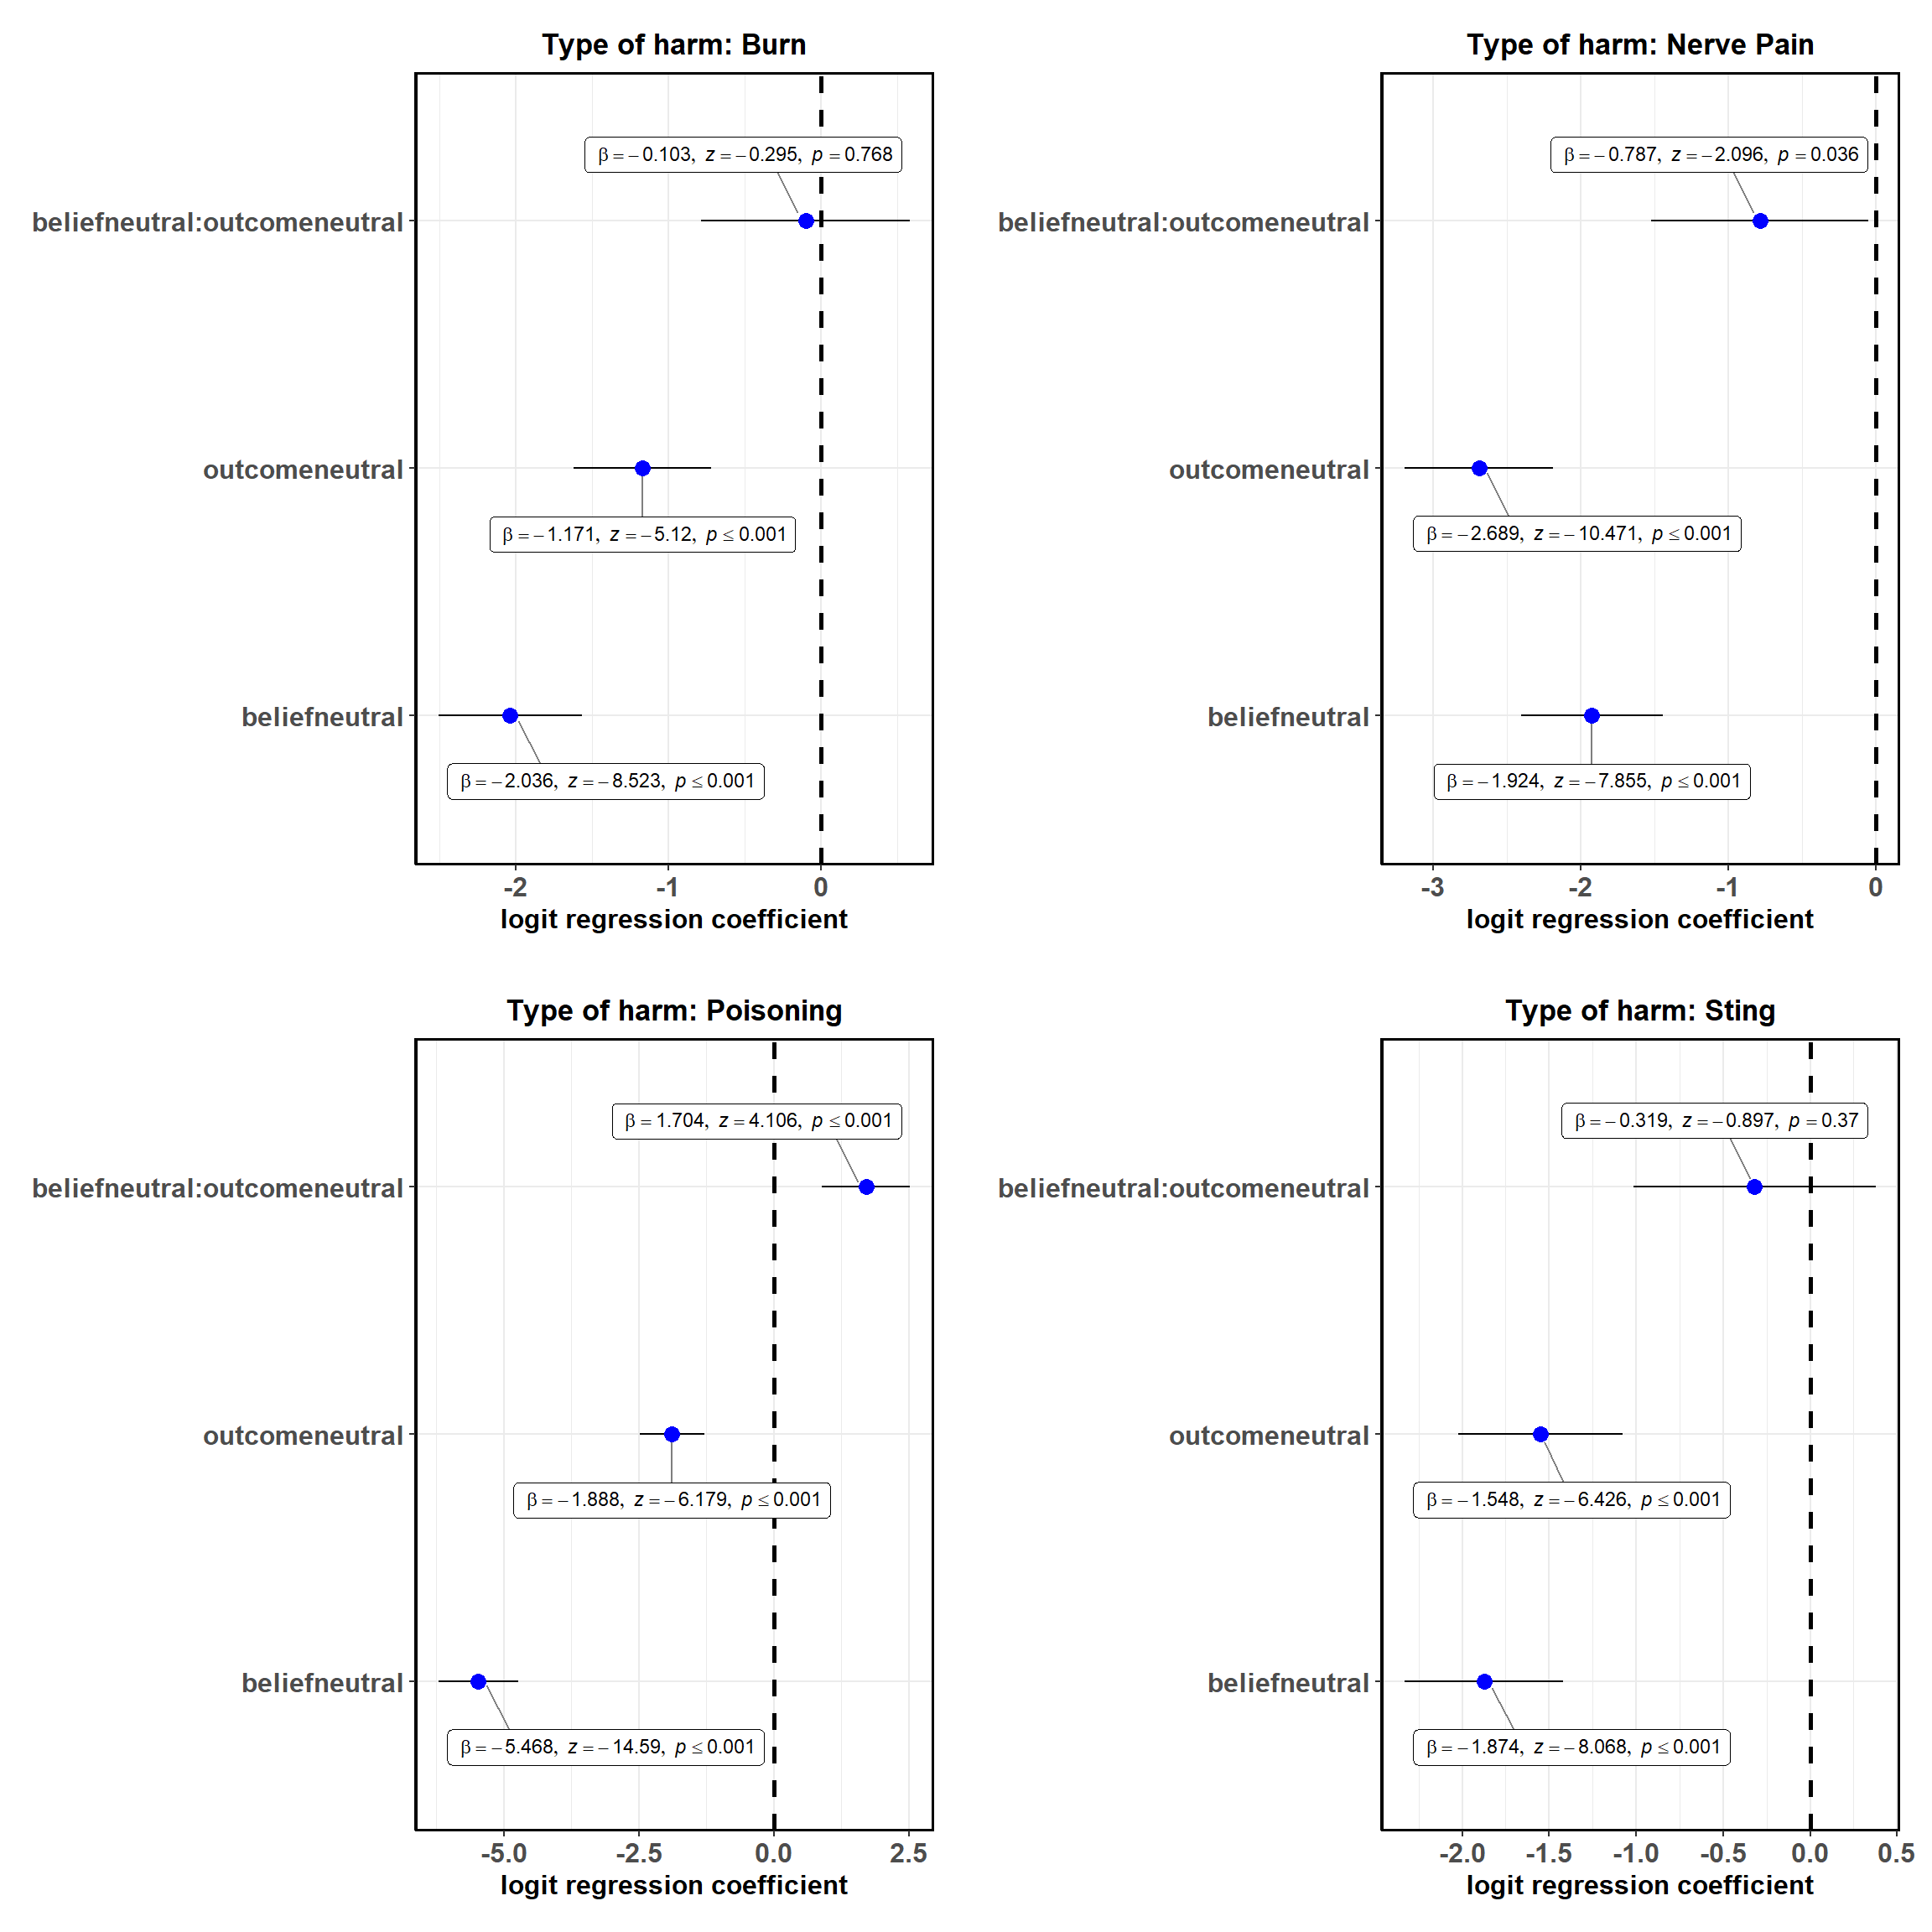 Type of harm: Burn
β = −0.103, z = −0.295, p = 0.768
beliefneutral:outcomeneutral
outcomeneutral
β = −1.171, z = −5.12, p ≤ 0.001
beliefneutral
β = −2.036, z = −8.523, p ≤ 0.001
-2 -1 0
logit regression coefficient
Type of harm: Nerve Pain
β = −0.787, z = −2.096, p = 0.036
beliefneutral:outcomeneutral
outcomeneutral
β = −2.689, z = −10.471, p ≤ 0.001
beliefneutral
β = −1.924, z = −7.855, p ≤ 0.001
-3 -2 -1 0
logit regression coefficient
Type of harm: Poisoning
β = 1.704, z = 4.106, p ≤ 0.001
beliefneutral:outcomeneutral
outcomeneutral
β = −1.888, z = −6.179, p ≤ 0.001
beliefneutral
β = −5.468, z = −14.59, p ≤ 0.001
-5.0 -2.5 0.0 2.5
logit regression coefficient
Type of harm: Sting
β = −0.319, z = −0.897, p = 0.37
beliefneutral:outcomeneutral
outcomeneutral
β = −1.548, z = −6.426, p ≤ 0.001
beliefneutral
β = −1.874, z = −8.068, p ≤ 0.001
-2.0 -1.5 -1.0 -0.5 0.0 0.5
logit regression coefficient